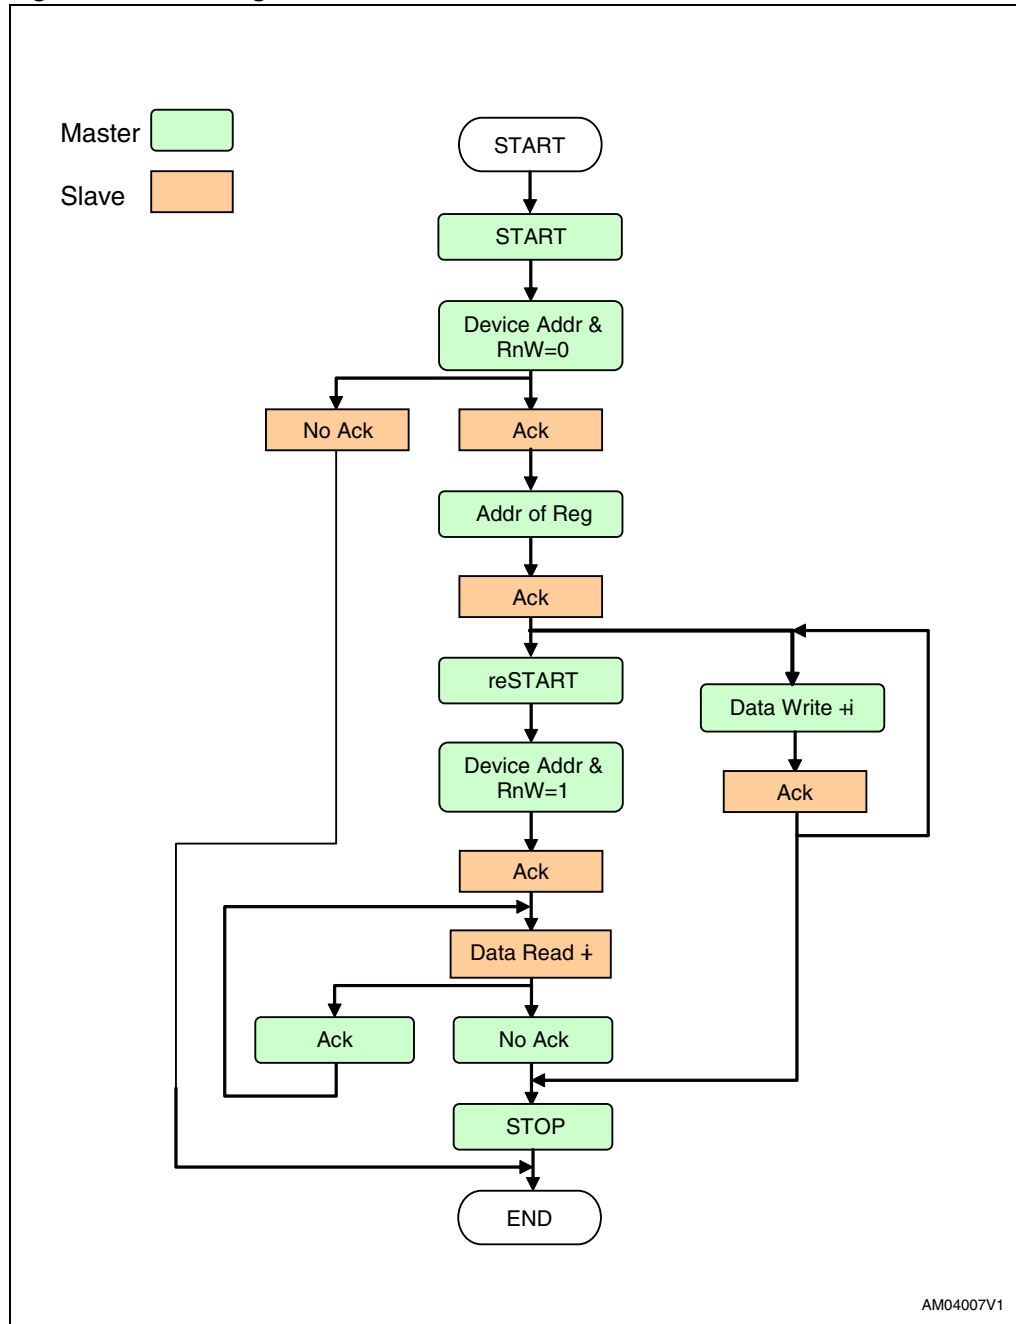 Master
Slave
START
START
Device Addr &
RnW=0
No Ack
Ack
Addr of Reg
Ack
reSTART
Data Write +i
Device Addr &
RnW=1
Ack
Ack
Data Read +i
Ack
No Ack
STOP
END
AM04007V1